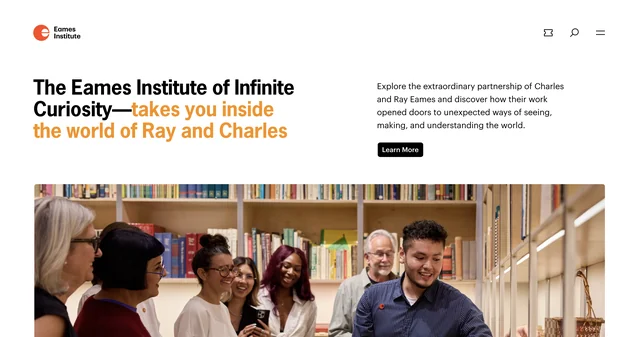 Eames
Institute
The Eames Institute of Infinite
Curiosity—takes you inside
the world of Ray and Charles
Explore the extraordinary partnership of Charles
and Ray Eames and discover how their work
opened doors to unexpected ways of seeing,
making, and understanding the world.
Learn More